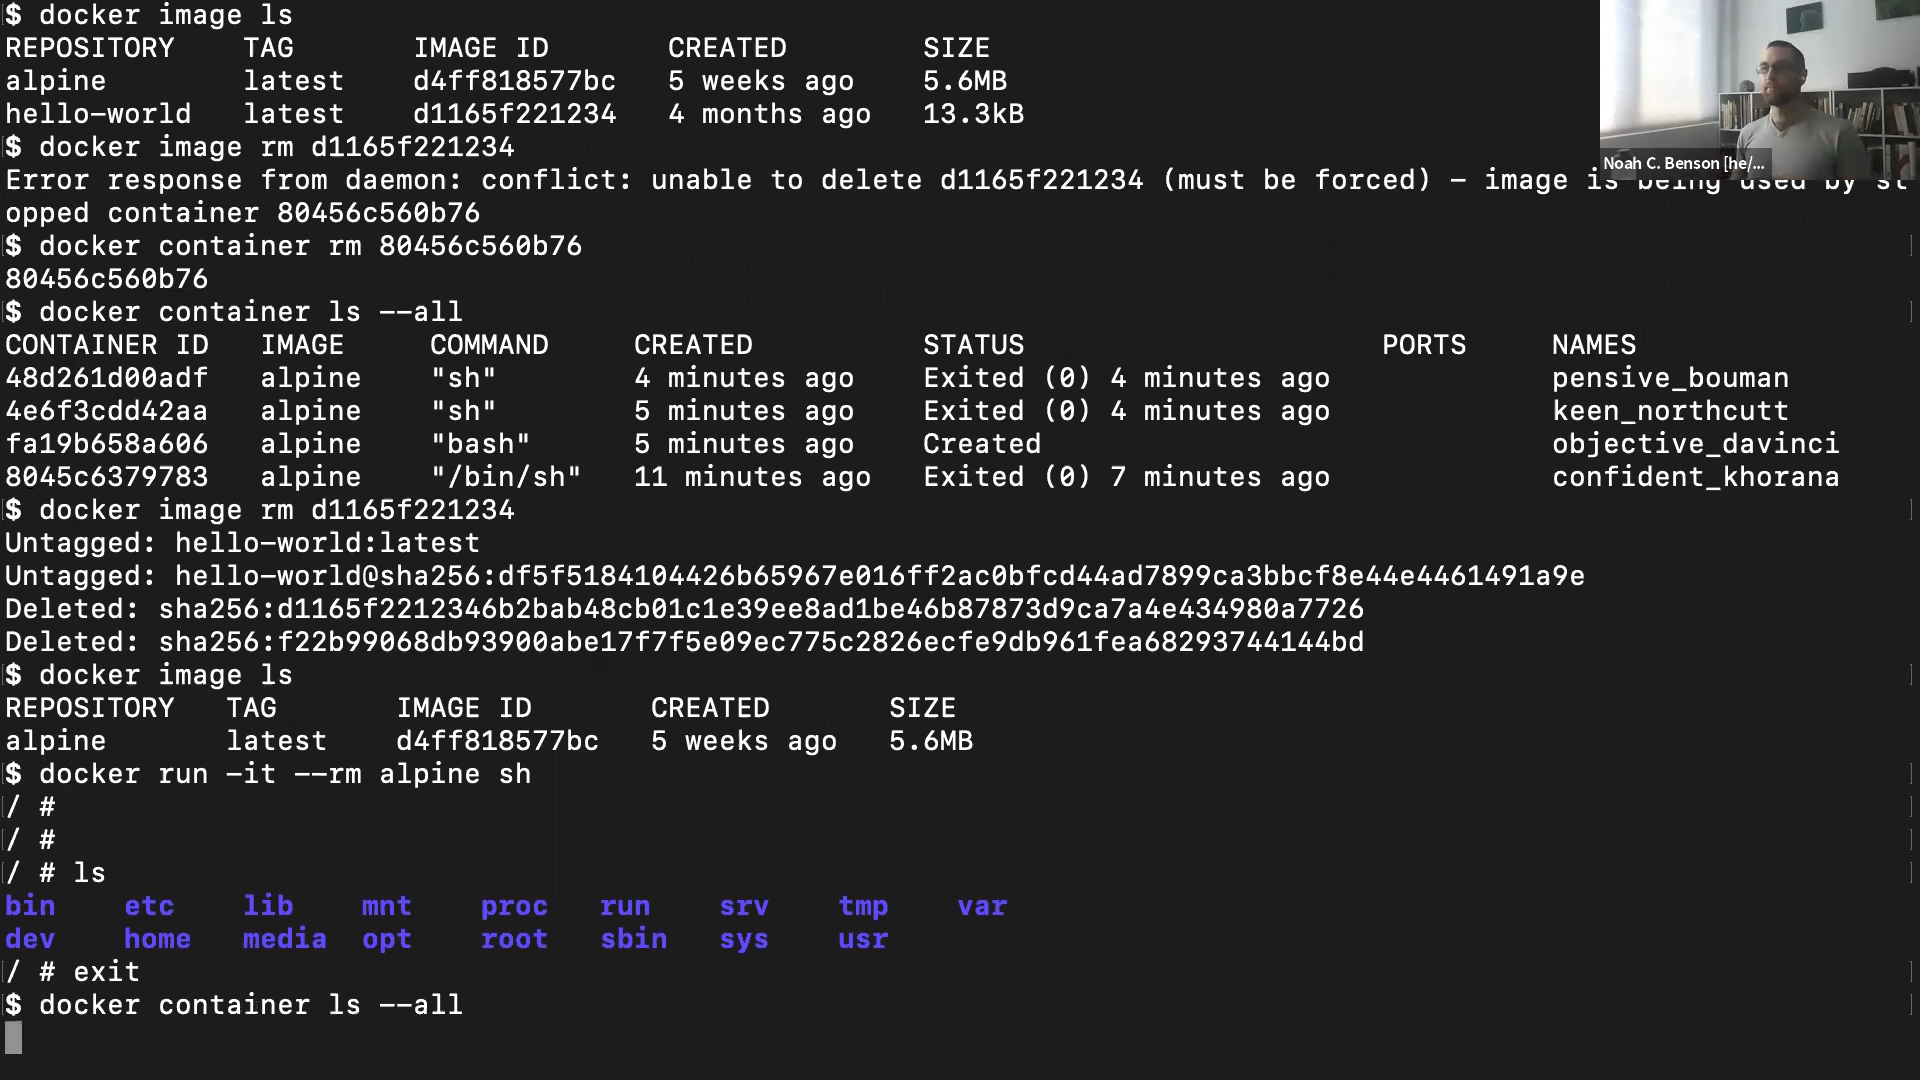 $ docker image ls
REPOSITORY TAG IMAGE ID CREATED SIZE
alpine latest d4ff818577bc 5 weeks ago 5.6MB
hello-world latest d1165f221234 4 months ago 13.3kB
$ docker image rm d1165f221234
Noah C. Benson [he/...
Error response from daemon: conflict: unable to delete d1165f221234 (must be forced) - image is being used by st
opped container 80456c560b76
$ docker container rm 80456c560b76
80456c560b76
$ docker container ls --all
CONTAINER ID IMAGE COMMAND CREATED STATUS PORTS NAMES
48d261d00adf alpine "sh" 4 minutes ago Exited (0) 4 minutes ago pensive_bouman
4e6f3cdd42aa alpine "sh" 5 minutes ago Exited (0) 4 minutes ago keen_northcutt
fa19b658a606 alpine "bash" 5 minutes ago Created objective_davinci
8045c6379783 alpine "/bin/sh" 11 minutes ago Exited (0) 7 minutes ago confident_khorana
$ docker image rm d1165f221234
Untagged: hello-world:latest
Untagged: hello-world@sha256:df5f5184104426b65967e016ff2ac0bfcd44ad7899ca3bbcf8e44e4461491a9e
Deleted: sha256:d1165f2212346b2bab48cb01c1e39ee8ad1be46b87873d9ca7a4e434980a7726
Deleted: sha256:f22b99068db93900abe17f7f5e09ec775c2826ecfe9db961fea68293744144bd
$ docker image ls
REPOSITORY TAG IMAGE ID CREATED SIZE
alpine latest d4ff818577bc 5 weeks ago 5.6MB
$ docker run -it --rm alpine sh
/ #
/ #
/ # ls
bin etc lib mnt proc run srv tmp var
dev home media opt root sbin sys usr
/ # exit
$ docker container ls --all